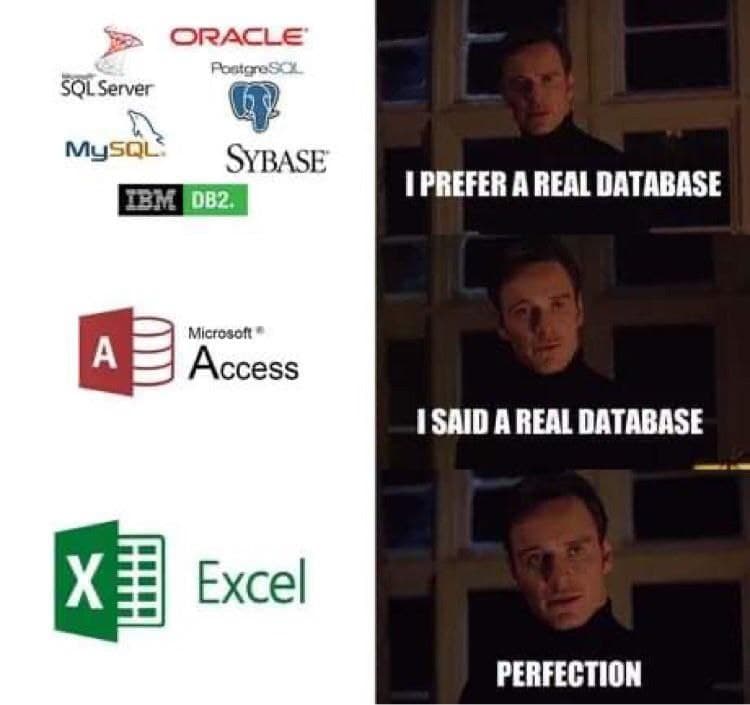 ORACLE
PostgreSQL
SQL Server
MySQL
SYBASE
IBM DB2.
I PREFER A REAL DATABASE
A
Microsoft®
Access
I SAID A REAL DATABASE
X
Excel
PERFECTION